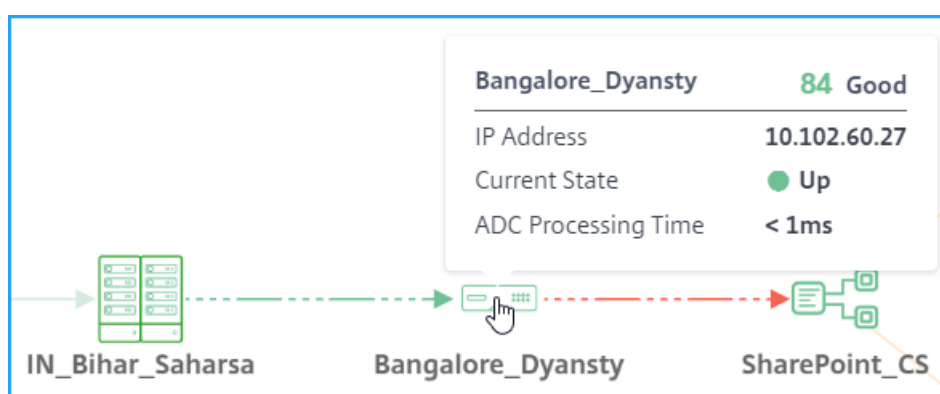 Bangalore_Dyansty 84 Good
IP Address 10.102.60.27
Current State Up
ADC Processing Time < 1ms
IN_Bihar_Saharsa Bangalore_Dyansty SharePoint_CS